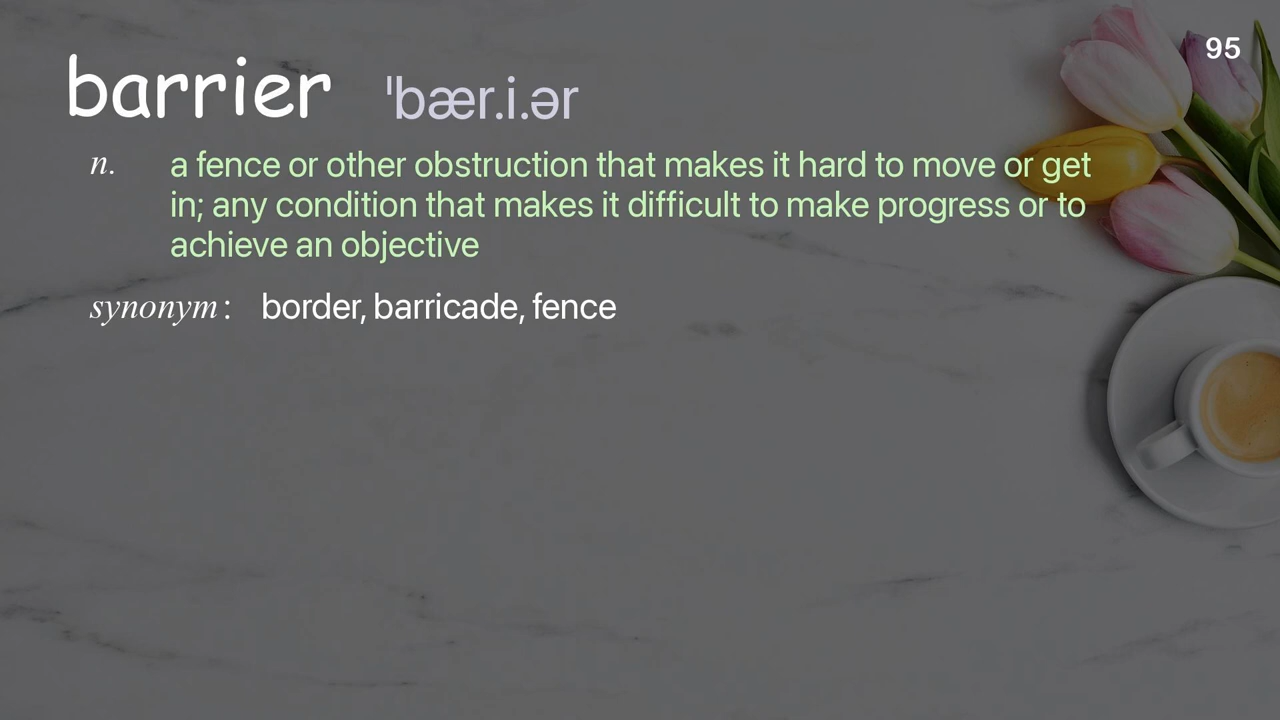 95
barrier ˈbær.i.ər
n. a fence or other obstruction that makes it hard to move or get
in; any condition that makes it difficult to make progress or to
achieve an objective
synonym: border, barricade, fence